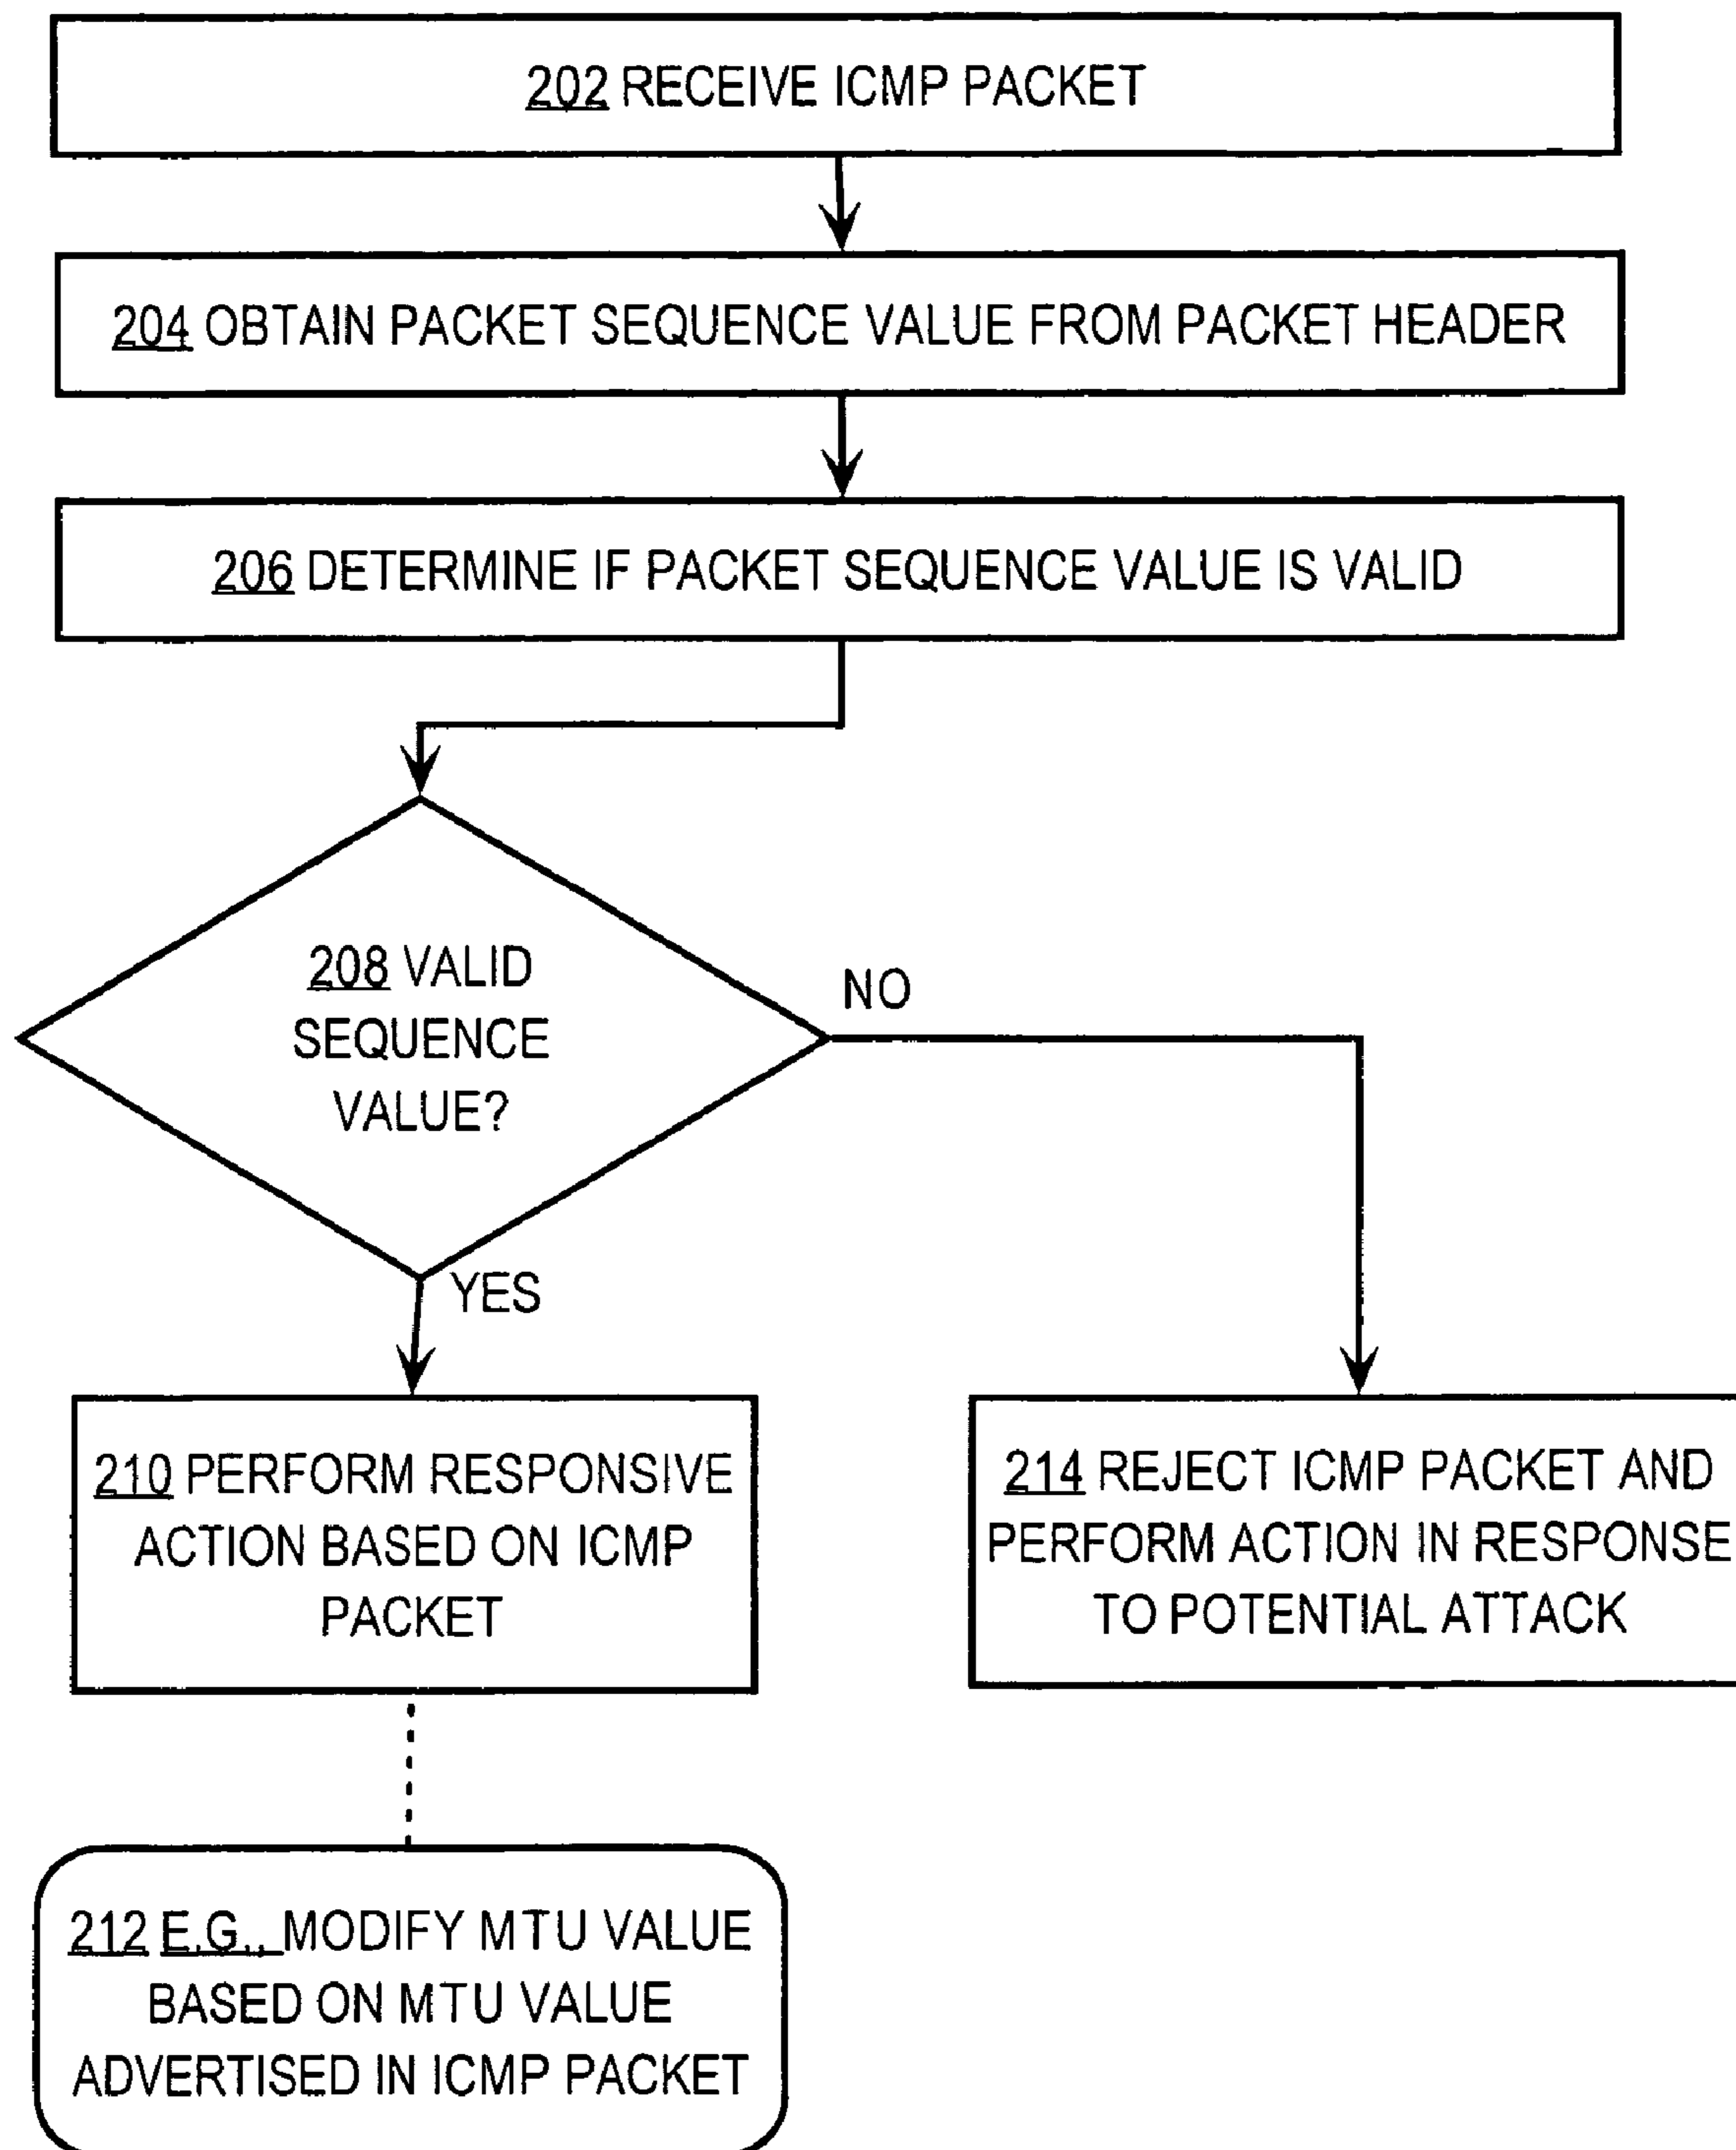 202 RECEIVE ICMP PACKET
204 OBTAIN PACKET SEQUENCE VALUE FROM PACKET HEADER
206 DETERMINE IF PACKET SEQUENCE VALUE IS VALID
208 VALID
SEQUENCE
VALUE?
NO
YES
210 PERFORM RESPONSIVE
ACTION BASED ON ICMP
PACKET
214 REJECT ICMP PACKET AND
PERFORM ACTION IN RESPONSE
TO POTENTIAL ATTACK
212 E.G., MODIFY MTU VALUE
BASED ON MTU VALUE
ADVERTISED IN ICMP PACKET